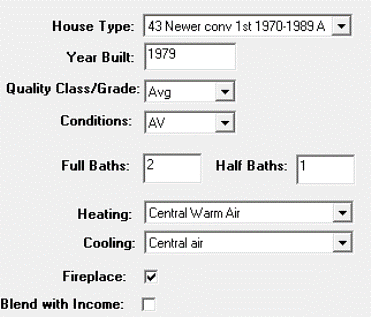 House Type: 43 Newer conv 1st 1970-1989 A
Year Built: 1979
Quality Class/Grade: Avg
Conditions: AV
Full Baths: 2 Half Baths: 1
Heating: Central Warm Air
Cooling: Central air
Fireplace:
Blend with Income: